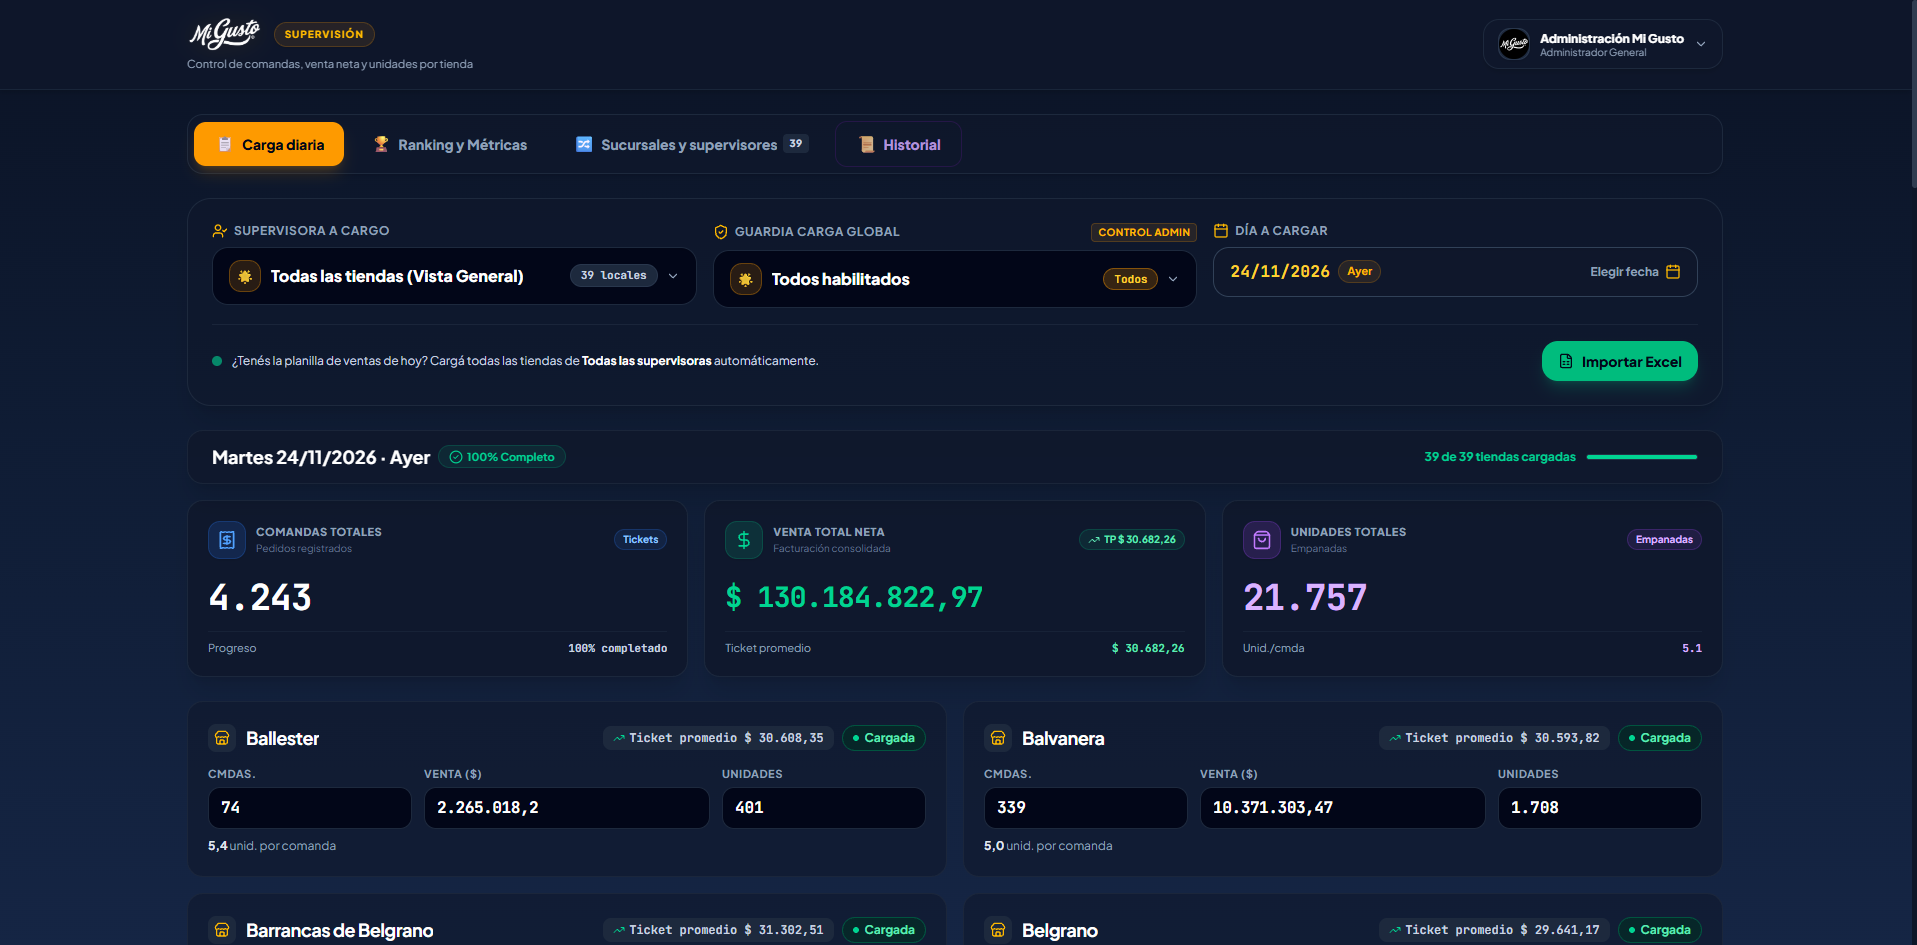 Mi Gusto
SUPERVISIÓN
Control de comandas, venta neta y unidades por tienda
Mi Gusto
Administración Mi Gusto
Administrador General
Carga diaria
Ranking y Métricas
Sucursales y supervisores 39
Historial
SUPERVISORA A CARGO
Todas las tiendas (Vista General)
39 locales
GUARDIA CARGA GLOBAL
CONTROL ADMIN
Todos habilitados
Todos
DÍA A CARGAR
24/11/2026 Ayer
Elegir fecha
¿Tenés la planilla de ventas de hoy? Cargá todas las tiendas de Todas las supervisoras automáticamente.
Importar Excel
Martes 24/11/2026 · Ayer
100% Completo
39 de 39 tiendas cargadas
COMANDAS TOTALES
Pedidos registrados
Tickets
4.243
Progreso
100% completado
VENTA TOTAL NETA
Facturación consolidada
TP $ 30.682,26
$ 130.184.822,97
Ticket promedio
$ 30.682,26
UNIDADES TOTALES
Empanadas
Empanadas
21.757
Unid./cmda
5.1
Ballester
Ticket promedio $ 30.608,35
Cargada
CMDAS.
VENTA ($)
UNIDADES
74
2.265.018,2
401
5,4 unid. por comanda
Balvanera
Ticket promedio $ 30.593,82
Cargada
CMDAS.
VENTA ($)
UNIDADES
339
10.371.303,47
1.708
5,0 unid. por comanda
Barrancas de Belgrano
Ticket promedio $ 31.302,51
Cargada
Belgrano
Ticket promedio $ 29.641,17
Cargada